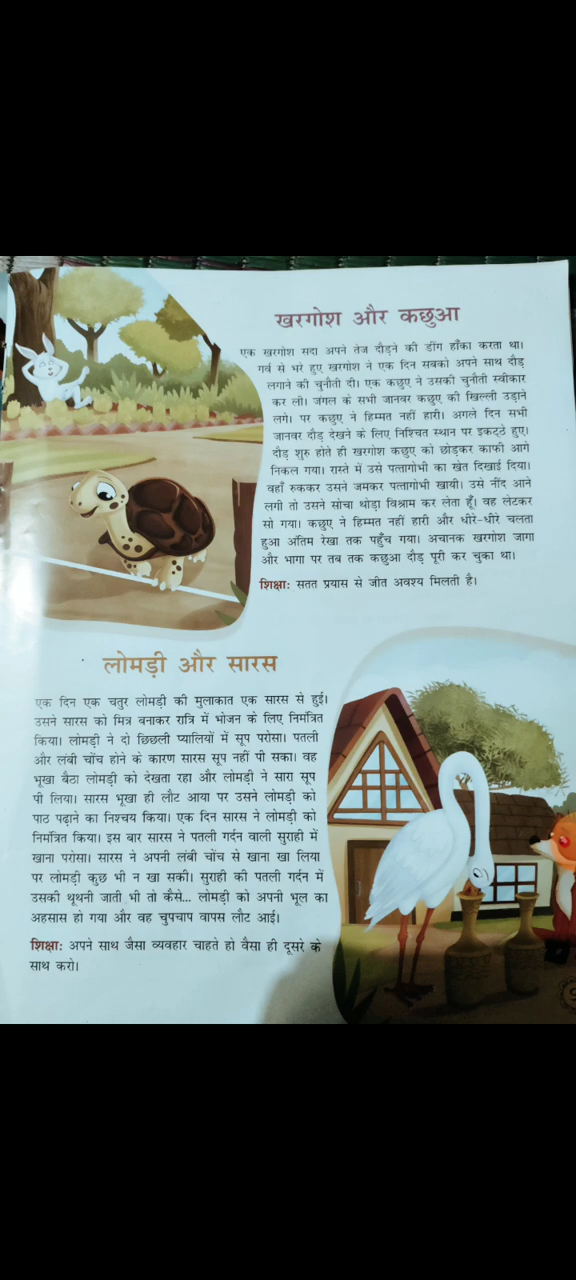 खरगोश और कछुआ
एक खरगोश सदा अपने तेज दौड़ने की डींग हाँका करता था।
गर्व से भरे हुए खरगोश ने एक दिन सबको अपने साथ दौड़
लगाने की चुनौती दी। एक कछुए ने उसकी चुनौती स्वीकार
कर ली। जंगल के सभी जानवर कछुए की खिल्ली उड़ाने
लगे। पर कछुए ने हिम्मत नहीं हारी। अगले दिन सभी
जानवर दौड़ देखने के लिए निश्चित स्थान पर इकट्ठे हुए।
दौड़ शुरु होते ही खरगोश कछुए को छोड़कर काफी आगे
निकल गया। रास्ते में उसे पत्तागोभी का खेत दिखाई दिया।
वहाँ रुककर उसने जमकर पत्तागोभी खायी। उसे नींद आने
लगी तो उसने सोचा थोड़ा विश्राम कर लेता हूँ। वह लेटकर
सो गया। कछुए ने हिम्मत नहीं हारी और धीरे-धीरे चलता
हुआ अंतिम रेखा तक पहुँच गया। अचानक खरगोश जागा
और भागा पर तब तक कछुआ दौड़ पूरी कर चुका था।
शिक्षा: सतत प्रयास से जीत अवश्य मिलती है।
लोमड़ी और सारस
एक दिन एक चतुर लोमड़ी की मुलाकात एक सारस से हुई।
उसने सारस को मित्र बनाकर रात्रि में भोजन के लिए निमंत्रित
किया। लोमड़ी ने दो छिछली प्यालियों में सूप परोसा। पतली
और लंबी चोंच होने के कारण सारस सूप नहीं पी सका। वह
भूखा बैठा लोमड़ी को देखता रहा और लोमड़ी ने सारा सूप
पी लिया। सारस भूखा ही लौट आया पर उसने लोमड़ी को
पाठ पढ़ाने का निश्चय किया। एक दिन सारस ने लोमड़ी को
निमंत्रित किया। इस बार सारस ने पतली गर्दन वाली सुराही में
खाना परोसा। सारस ने अपनी लंबी चोंच से खाना खा लिया
पर लोमड़ी कुछ भी न खा सकी। सुराही की पतली गर्दन में
उसकी थूथनी जाती भी तो कैसे... लोमड़ी को अपनी भूल का
अहसास हो गया और वह चुपचाप वापस लौट आई।
शिक्षा: अपने साथ जैसा व्यवहार चाहते हो वैसा ही दूसरे के
साथ करो।